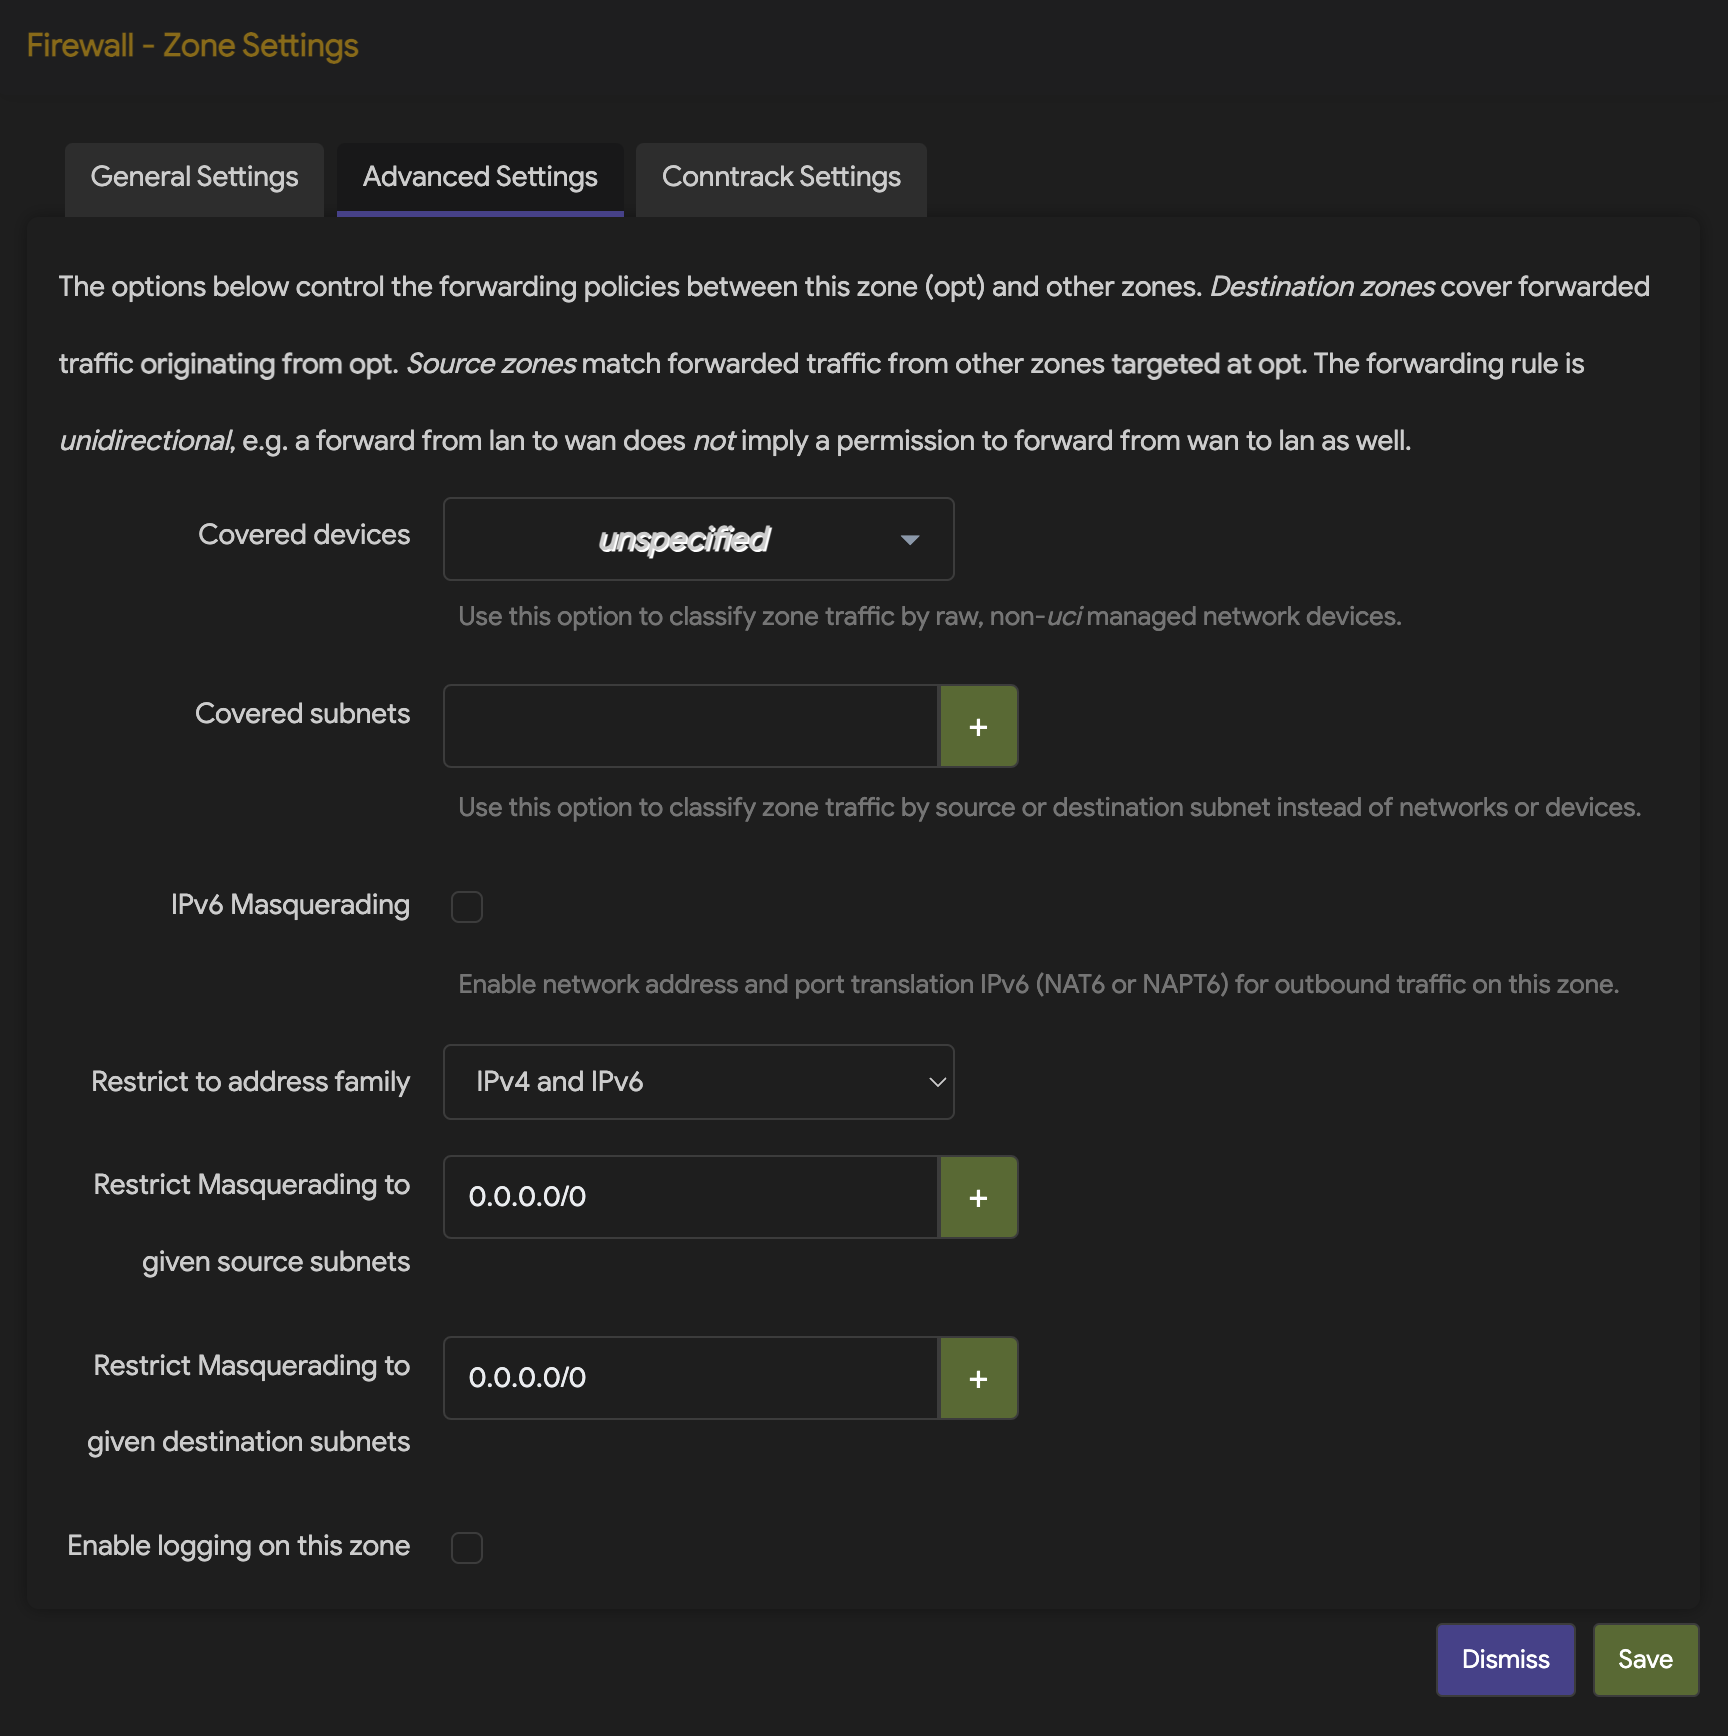 Firewall - Zone Settings
General Settings
Advanced Settings
Conntrack Settings
The options below control the forwarding policies between this zone (opt) and other zones. Destination zones cover forwarded
traffic originating from opt. Source zones match forwarded traffic from other zones targeted at opt. The forwarding rule is
unidirectional, e.g. a forward from lan to wan does not imply a permission to forward from wan to lan as well.
Covered devices
unspecified
Use this option to classify zone traffic by raw, non-uci managed network devices.
Covered subnets
+
Use this option to classify zone traffic by source or destination subnet instead of networks or devices.
IPv6 Masquerading
Enable network address and port translation IPv6 (NAT6 or NAPT6) for outbound traffic on this zone.
Restrict to address family
IPv4 and IPv6
Restrict Masquerading to
given source subnets
0.0.0.0/0
+
Restrict Masquerading to
given destination subnets
0.0.0.0/0
+
Enable logging on this zone
Dismiss
Save